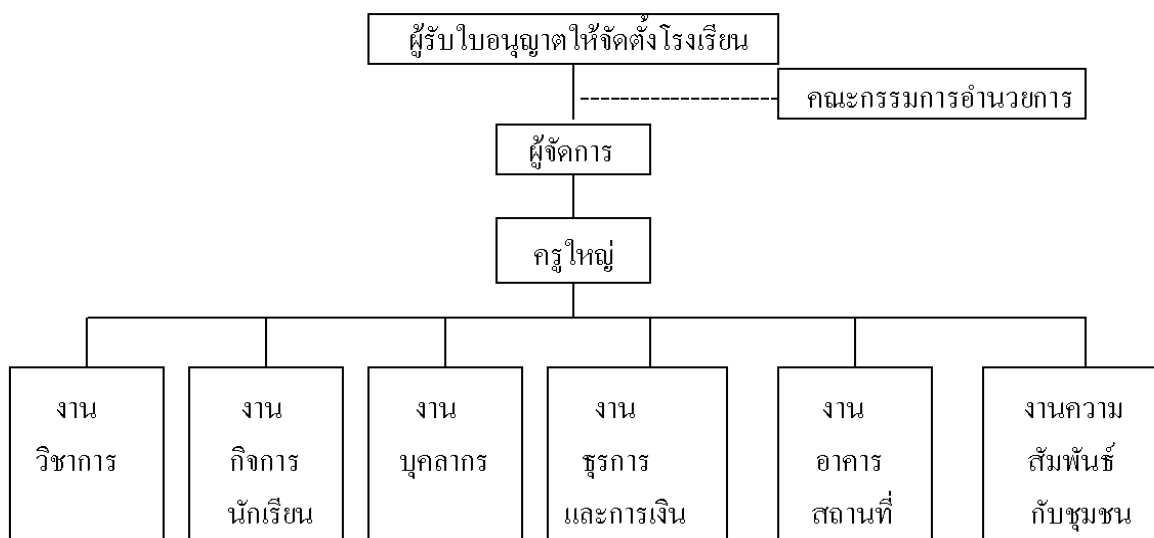 ผู้รับใบอนุญาตให้จัดตั้งโรงเรียน
คณะกรรมการอำนวยการ
ผู้จัดการ
ครูใหญ่
งาน
วิชาการ
งาน
กิจการ
นักเรียน
งาน
บุคลากร
งาน
ธุรการ
และการเงิน
งาน
อาคาร
สถานที่
งานความ
สัมพันธ์
กับชุมชน